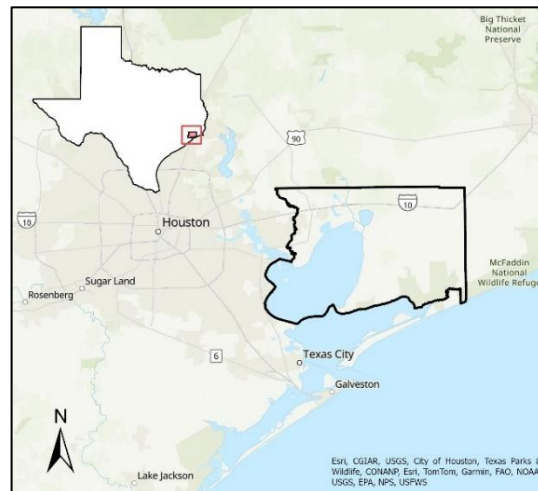 Big Thicket
National
Preserve
90
10
10
Houston
Sugar Land
Rosenberg
McFaddin
National
Wildlife Refuge
6
Texas City
Galveston
N
Lake Jackson
Esri, CGIAR, USGS, City of Houston, Texas Parks &
Wildlife, CONANP, Esri, TomTom, Garmin, FAO, NOAA,
USGS, EPA, NPS, USFWS